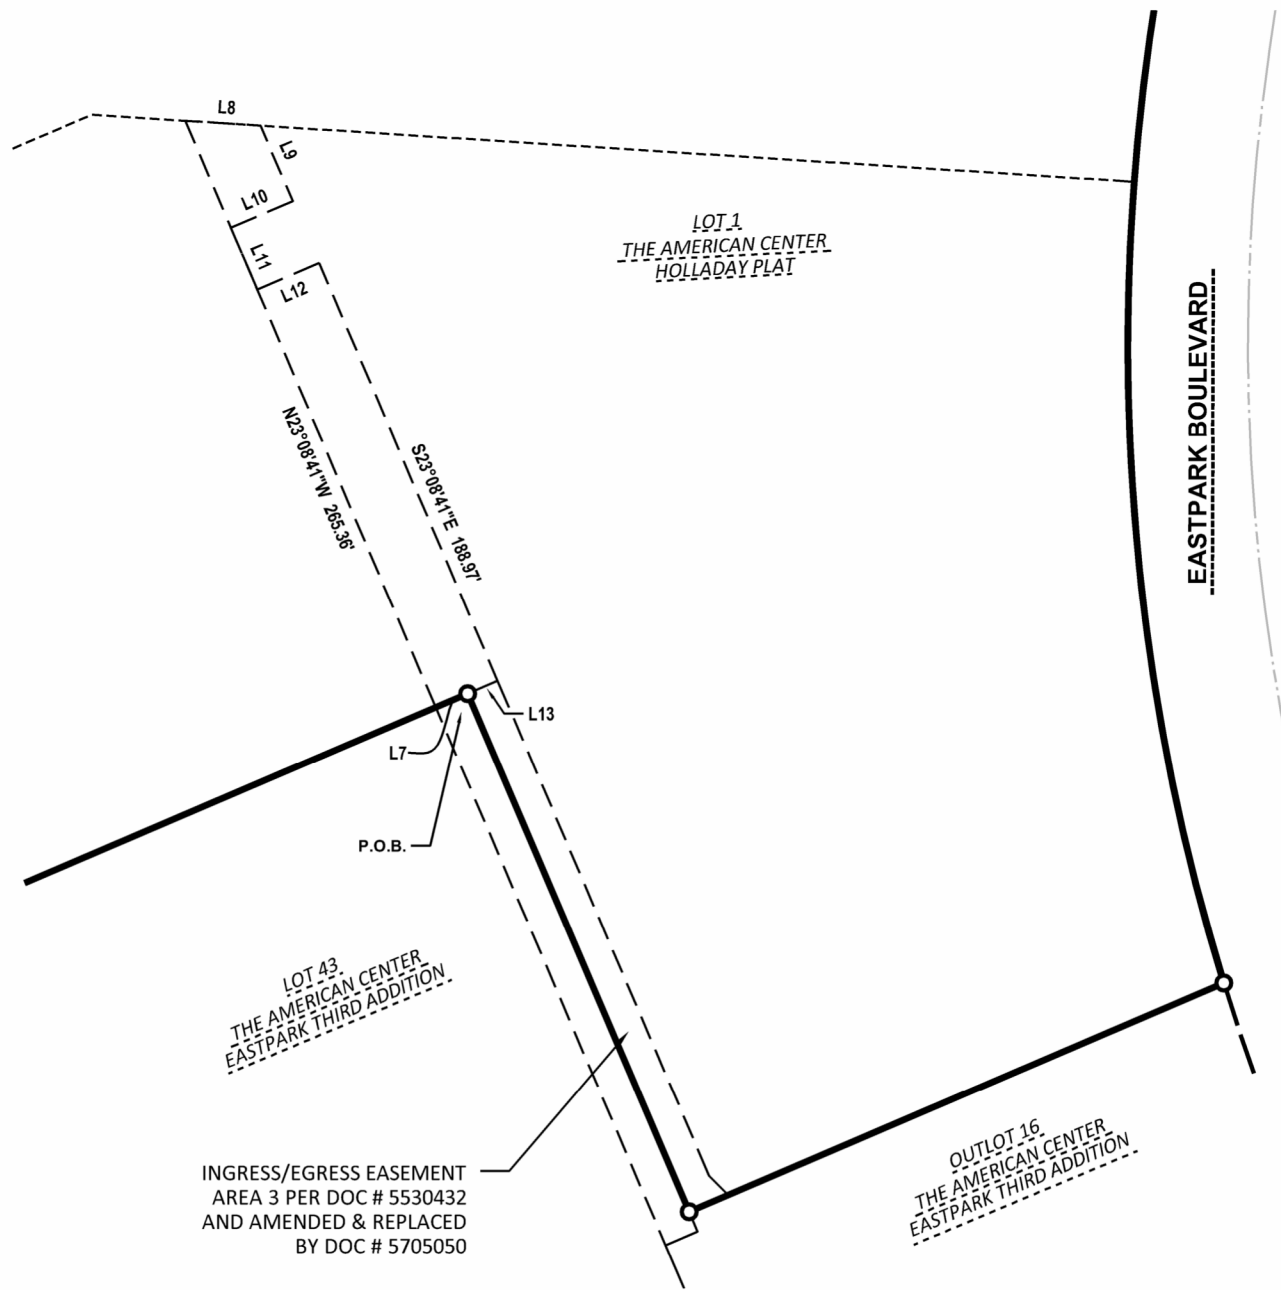 L8
L9
L10
L11
L12
LOT 1
THE AMERICAN CENTER
HOLLADAY PLAT
EASTPARK BOULEVARD
N23°08'41"W 265.36'
S23°08'41"E 188.97'
L13
L7
P.O.B.
LOT 43
THE AMERICAN CENTER
EASTPARK THIRD ADDITION
INGRESS/EGRESS EASEMENT
AREA 3 PER DOC # 5530432
AND AMENDED & REPLACED
BY DOC # 5705050
OUTLOT 16
THE AMERICAN CENTER
EASTPARK THIRD ADDITION